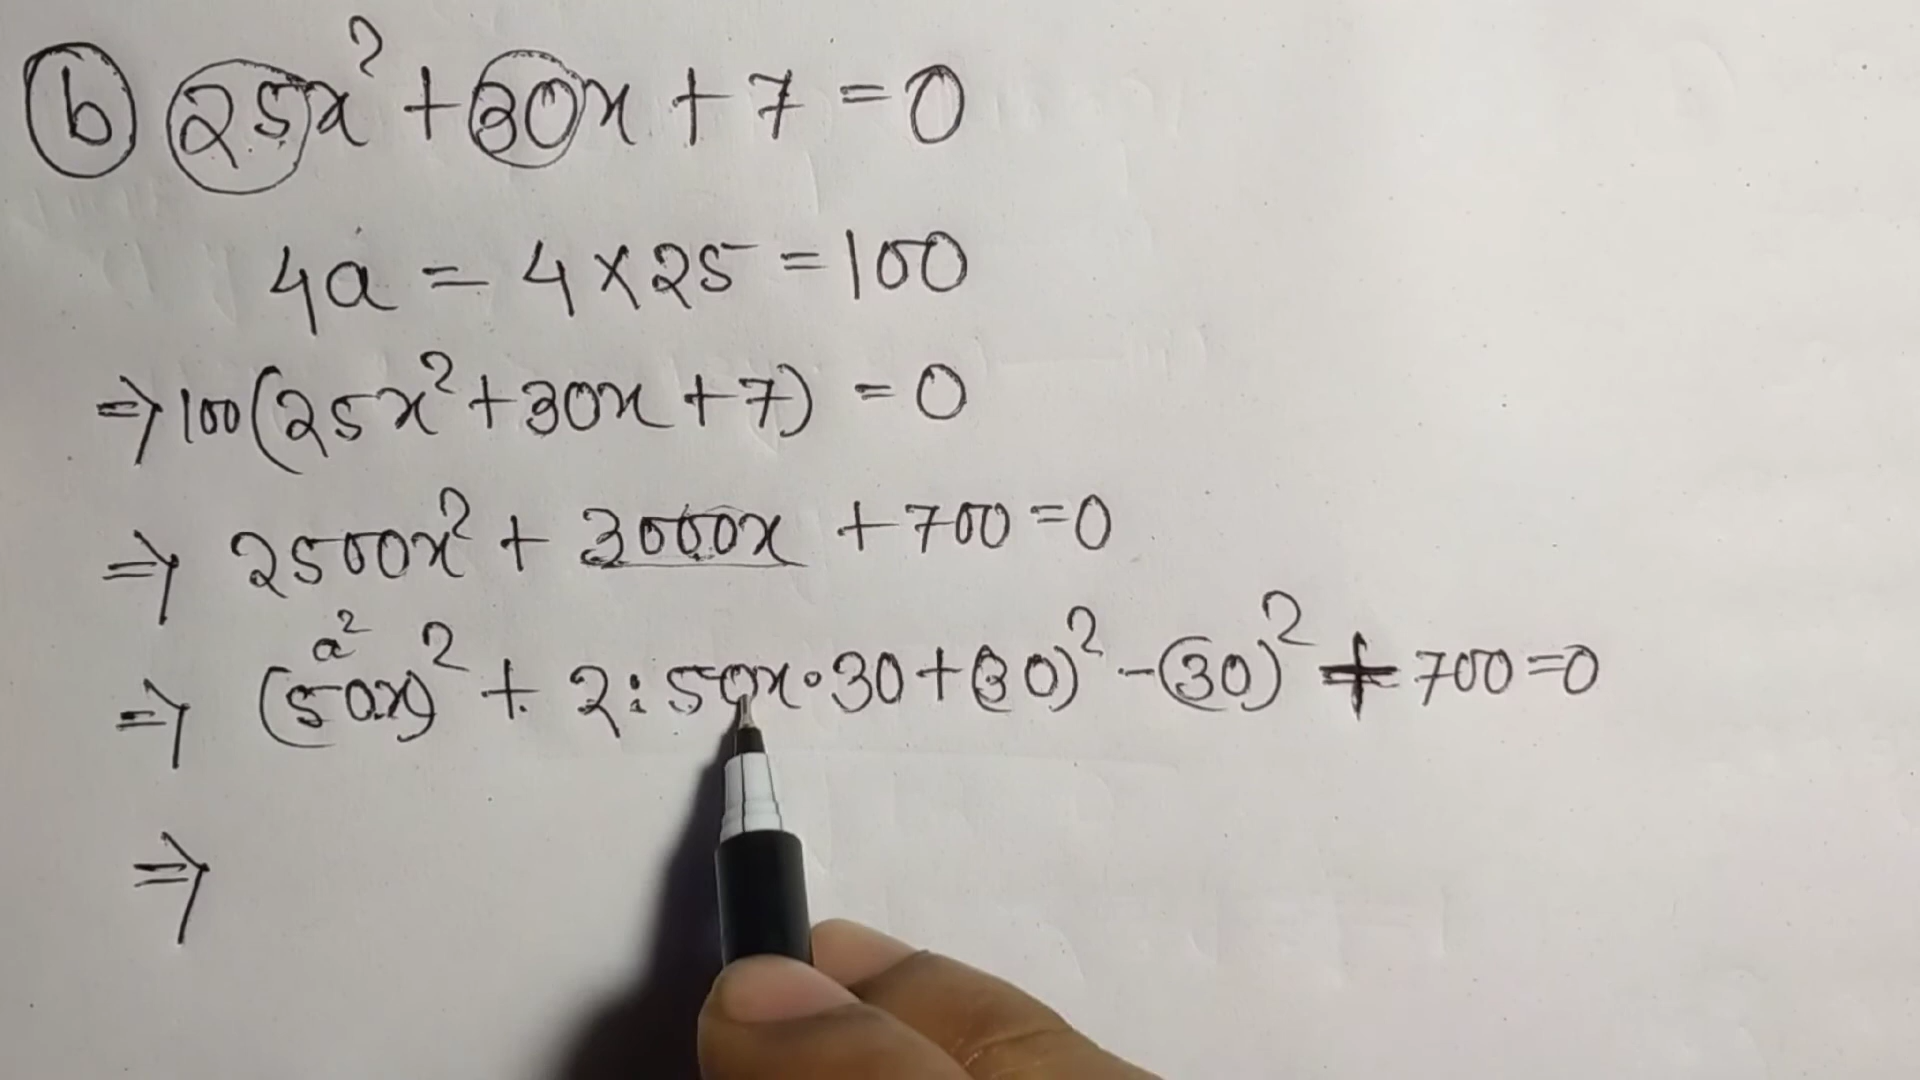 b 25x² + 30x + 7 = 0
4a = 4 × 25 = 100
⇒ 100(25x² + 30x + 7) = 0
⇒ 2500x² + 3000x + 700 = 0
a²
⇒ (50x)² + 2 · 50x · 30 + (30)² - (30)² + 700 = 0
⇒